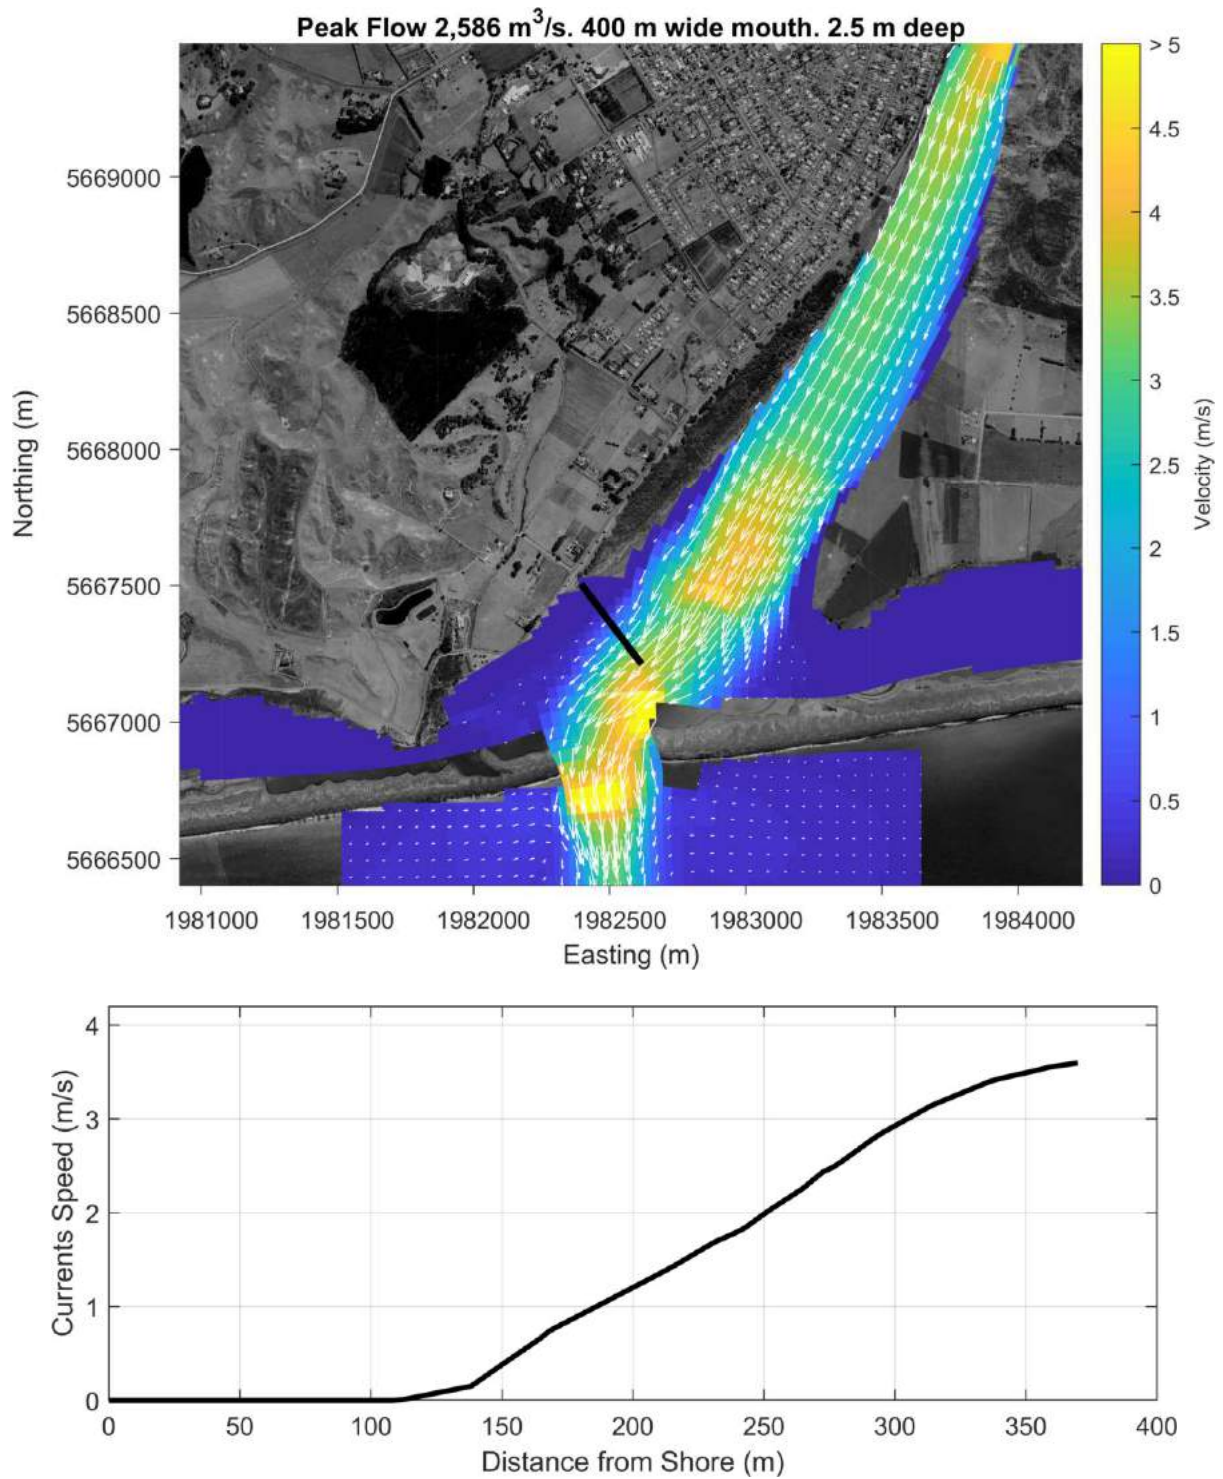 Peak Flow 2,586 m³/s. 400 m wide mouth. 2.5 m deep
> 5
4.5
4
3.5
3
2.5
2
1.5
1
0.5
0
Velocity (m/s)
5669000
5668500
5668000
5667500
5667000
5666500
Northing (m)
1981000 1981500 1982000 1982500 1983000 1983500 1984000
Easting (m)
4
3
2
1
0
Currents Speed (m/s)
0 50 100 150 200 250 300 350 400
Distance from Shore (m)